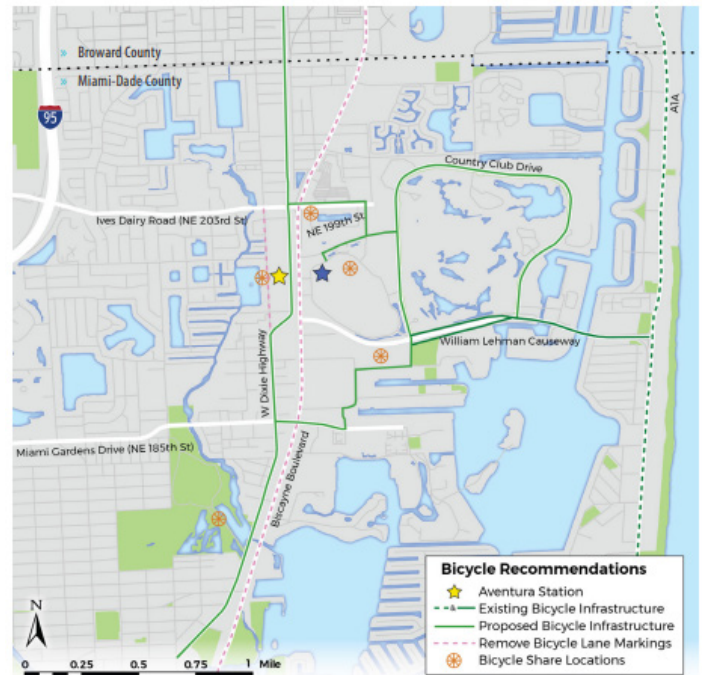 » Broward County
» Miami-Dade County
95
A1A
Country Club Drive
Ives Dairy Road (NE 203rd St)
NE 199th St
W Dixie Highway
William Lehman Causeway
Miami Gardens Drive (NE 185th St)
Biscayne Boulevard
Bicycle Recommendations
Aventura Station
-&- Existing Bicycle Infrastructure
Proposed Bicycle Infrastructure
Remove Bicycle Lane Markings
Bicycle Share Locations
N
0 0.25 0.5 0.75 1 Mile